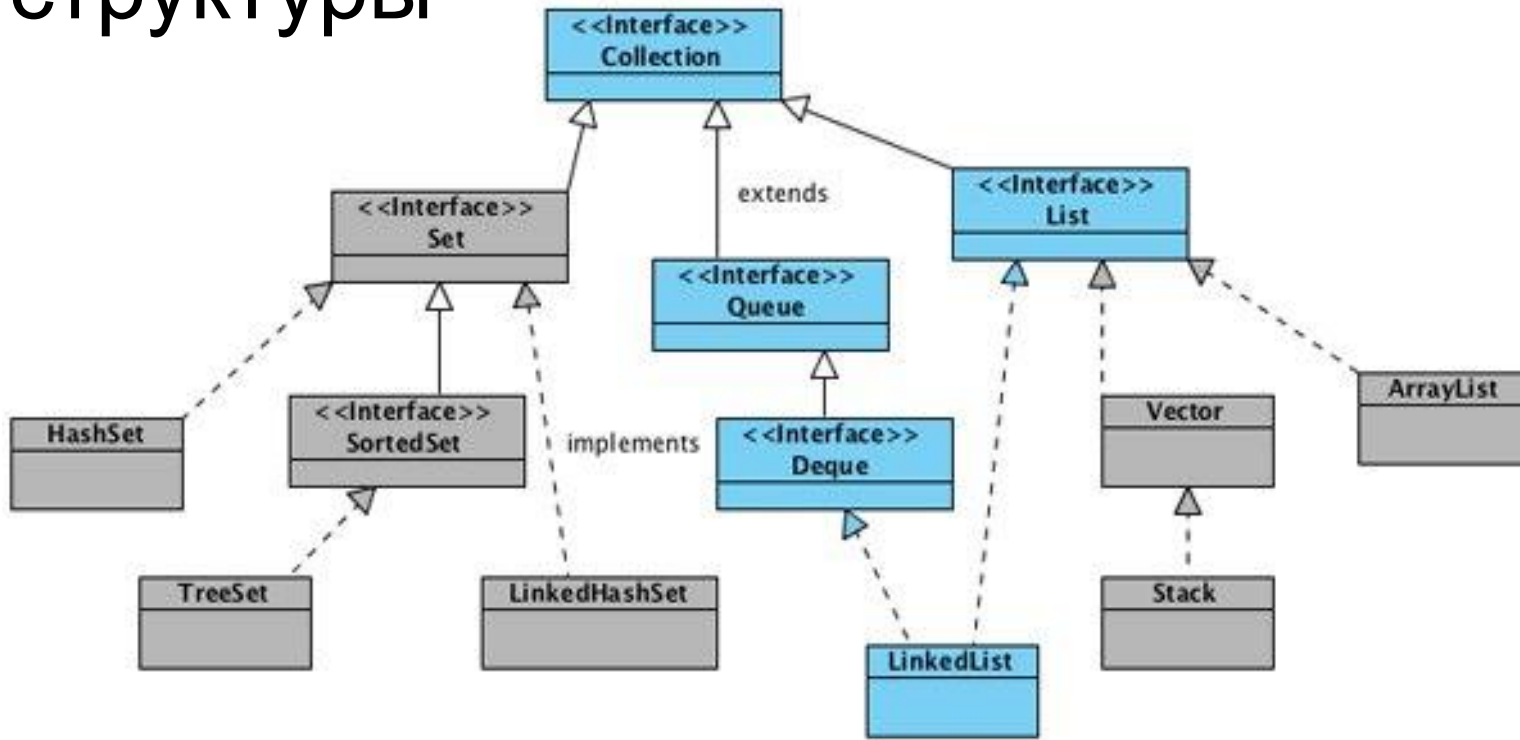 структуры
<<Interface>>
Collection
<<Interface>>
Set
extends
<<Interface>>
List
<<Interface>>
Queue
HashSet
<<Interface>>
SortedSet
implements
<<Interface>>
Deque
Vector
ArrayList
TreeSet
LinkedHashSet
LinkedList
Stack